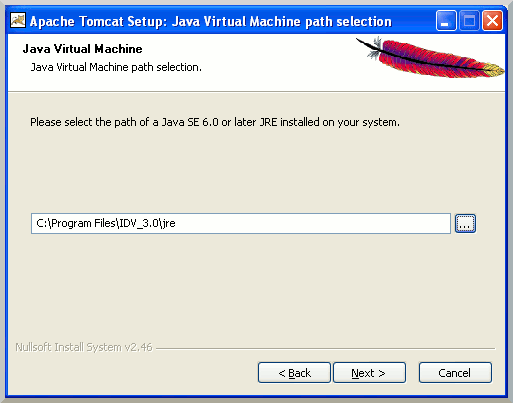 Apache Tomcat Setup: Java Virtual Machine path selection
Java Virtual Machine
Java Virtual Machine path selection.
Please select the path of a Java SE 6.0 or later JRE installed on your system.
C:\Program Files\IDV_3.0\jre
...
Nullsoft Install System v2.46
< Back
Next >
Cancel